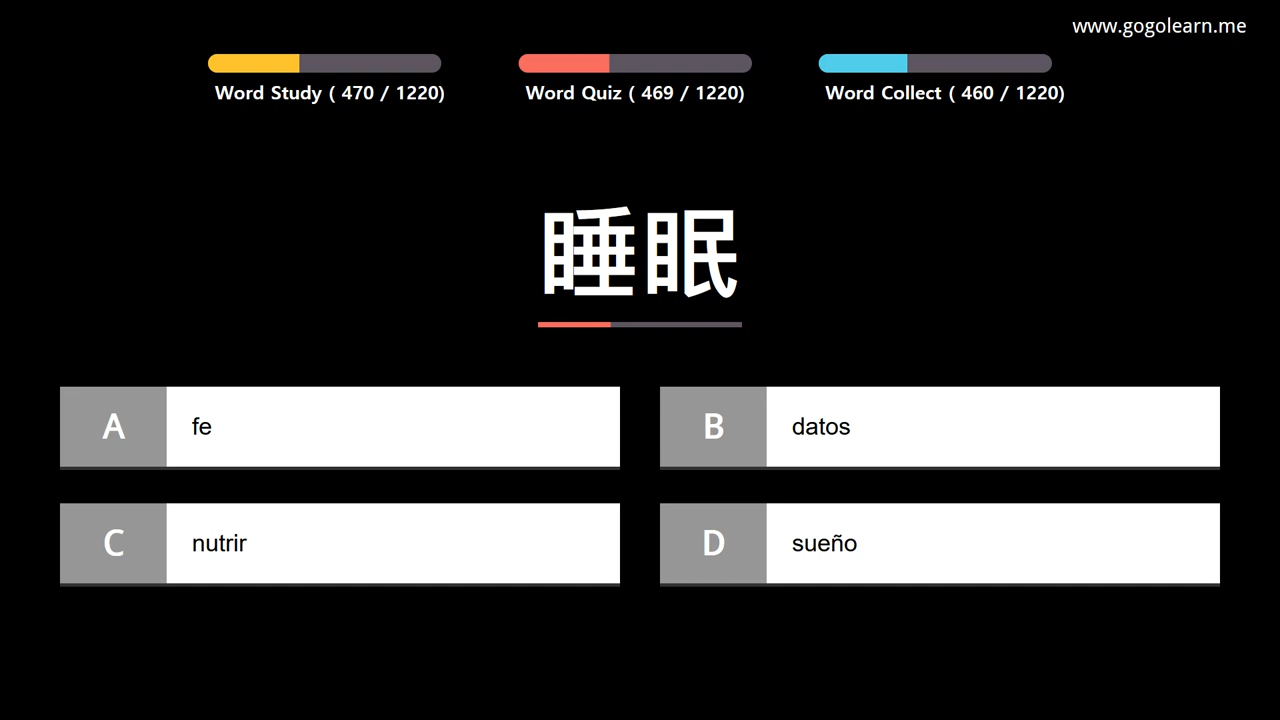 www.gogolearn.me
Word Study ( 470 / 1220)
Word Quiz ( 469 / 1220)
Word Collect ( 460 / 1220)
睡眠
A fe
B datos
C nutrir
D sueño